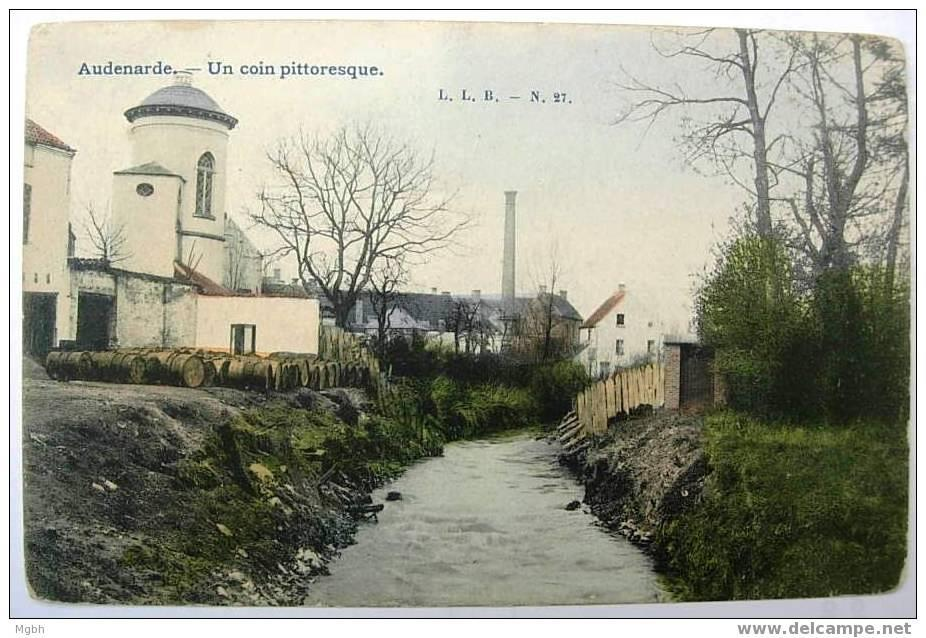 Audenarde. — Un coin pittoresque.
L. L. B. — N. 27.
Mgbh
www.delcampe.net